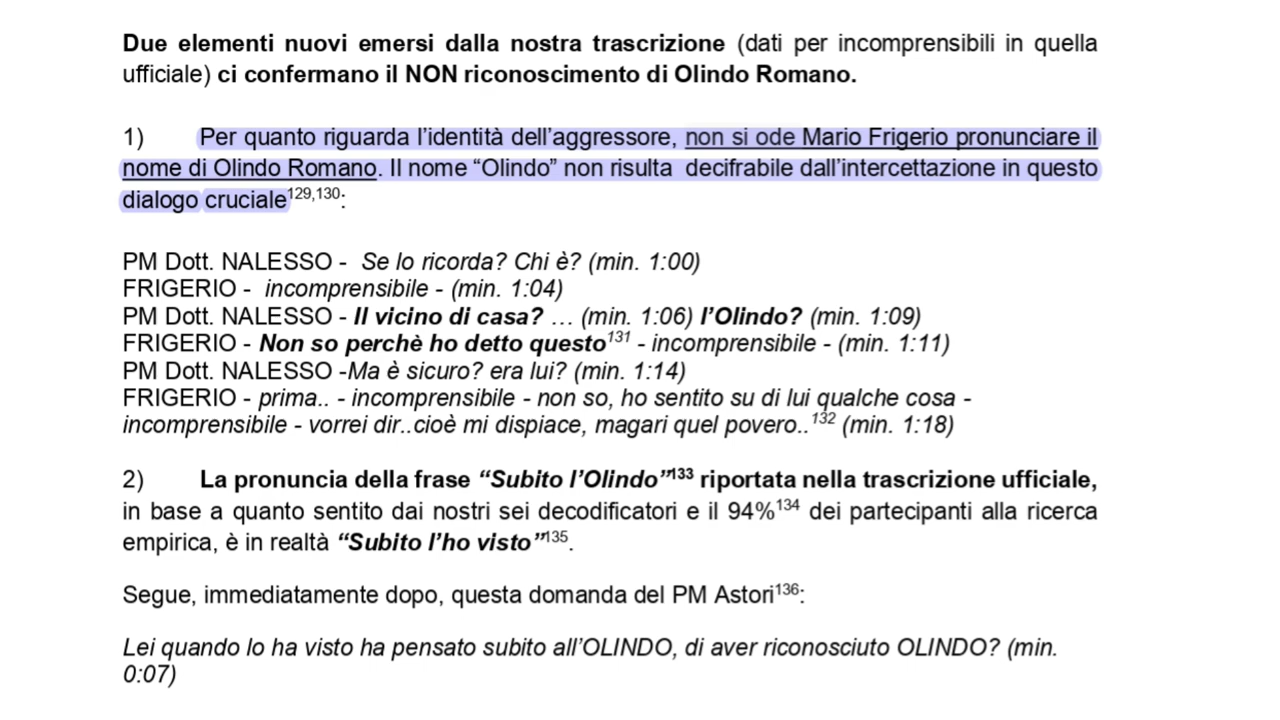 Due elementi nuovi emersi dalla nostra trascrizione (dati per incomprensibili in quella
ufficiale) ci confermano il NON riconoscimento di Olindo Romano.
1) Per quanto riguarda l'identità dell'aggressore, non si ode Mario Frigerio pronunciare il
nome di Olindo Romano. Il nome “Olindo” non risulta decifrabile dall'intercettazione in questo
dialogo cruciale129,130:
PM Dott. NALESSO - Se lo ricorda? Chi è? (min. 1:00)
FRIGERIO - incomprensibile - (min. 1:04)
PM Dott. NALESSO - Il vicino di casa? … (min. 1:06) l'Olindo? (min. 1:09)
FRIGERIO - Non so perchè ho detto questo131 - incomprensibile - (min. 1:11)
PM Dott. NALESSO -Ma è sicuro? era lui? (min. 1:14)
FRIGERIO - prima.. - incomprensibile - non so, ho sentito su di lui qualche cosa -
incomprensibile - vorrei dir..cioè mi dispiace, magari quel povero..132 (min. 1:18)
2) La pronuncia della frase “Subito l'Olindo”133 riportata nella trascrizione ufficiale,
in base a quanto sentito dai nostri sei decodificatori e il 94%134 dei partecipanti alla ricerca
empirica, è in realtà “Subito l'ho visto”135.
Segue, immediatamente dopo, questa domanda del PM Astori136:
Lei quando lo ha visto ha pensato subito all'OLINDO, di aver riconosciuto OLINDO? (min.
0:07)